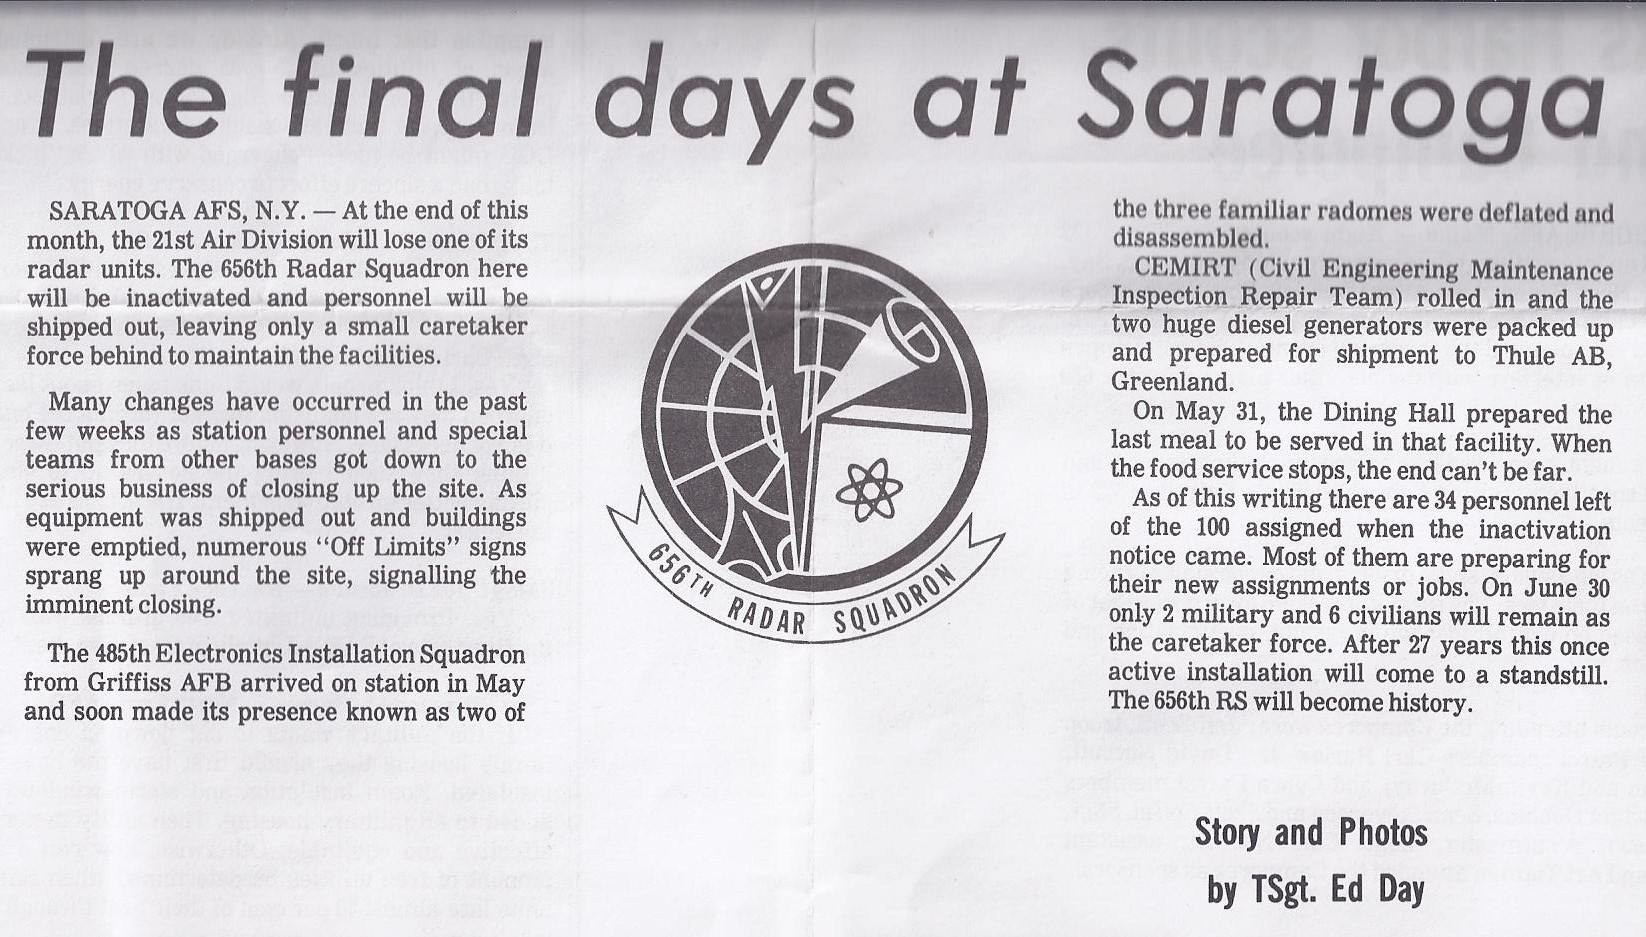 The final days at Saratoga
SARATOGA AFS, N.Y. — At the end of this
month, the 21st Air Division will lose one of its
radar units. The 656th Radar Squadron here
will be inactivated and personnel will be
shipped out, leaving only a small caretaker
force behind to maintain the facilities.
Many changes have occurred in the past
few weeks as station personnel and special
teams from other bases got down to the
serious business of closing up the site. As
equipment was shipped out and buildings
were emptied, numerous “Off Limits” signs
sprang up around the site, signalling the
imminent closing.
The 485th Electronics Installation Squadron
from Griffiss AFB arrived on station in May
and soon made its presence known as two of
656TH RADAR SQUADRON
the three familiar radomes were deflated and
disassembled.
CEMIRT (Civil Engineering Maintenance
Inspection Repair Team) rolled in and the
two huge diesel generators were packed up
and prepared for shipment to Thule AB,
Greenland.
On May 31, the Dining Hall prepared the
last meal to be served in that facility. When
the food service stops, the end can't be far.
As of this writing there are 34 personnel left
of the 100 assigned when the inactivation
notice came. Most of them are preparing for
their new assignments or jobs. On June 30
only 2 military and 6 civilians will remain as
the caretaker force. After 27 years this once
active installation will come to a standstill.
The 656th RS will become history.
Story and Photos
by TSgt. Ed Day